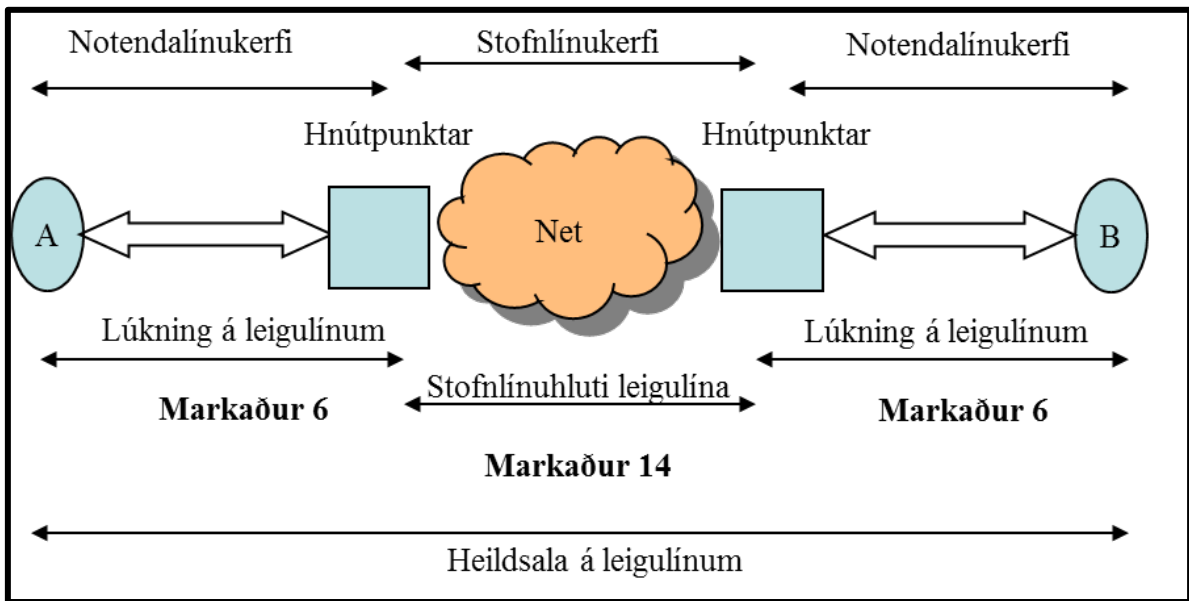 Notendalínukerfi
Stofnlínukerfi
Notendalínukerfi
Hnútpunktar
Hnútpunktar
A
Net
B
Lúkning á leigulínum
Lúkning á leigulínum
Stofnlínuhluti leigulína
Markaður 6
Markaður 6
Markaður 14
Heildsala á leigulínum